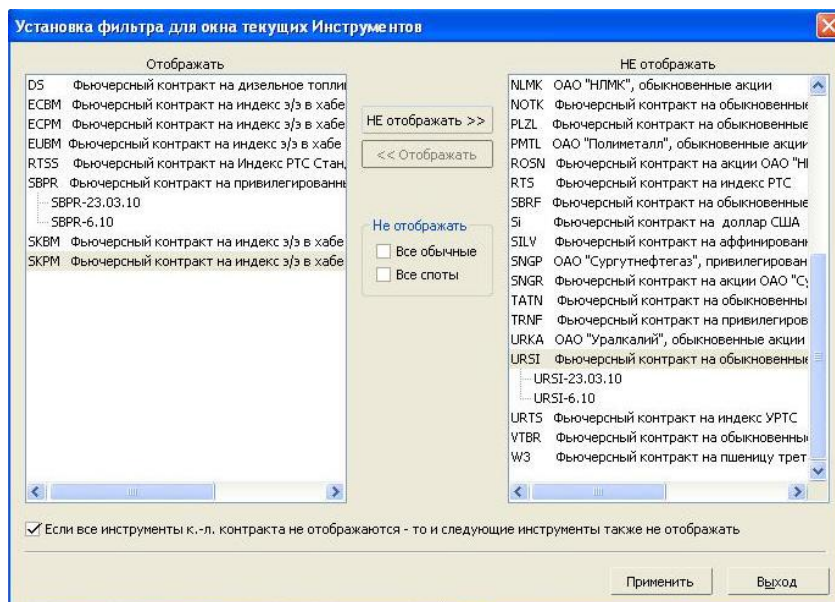 Установка фильтра для окна текущих Инструментов
Отображать
DS Фьючерсный контракт на дизельное топли
ECBM Фьючерсный контракт на индекс э/э в хабе
ECPM Фьючерсный контракт на индекс э/э в хабе
EUBM Фьючерсный контракт на индекс э/э в хабе
RTSS Фьючерсный контракт на Индекс РТС Стан
SBPR Фьючерсный контракт на привилегированн
SBPR-23.03.10
SBPR-6.10
SKBM Фьючерсный контракт на индекс э/э в хабе
SKPM Фьючерсный контракт на индекс э/э в хабе
НЕ отображать >>
<< Отображать
Не отображать
Все обычные
Все споты
НЕ отображать
NLMK ОАО "НЛМК", обыкновенные акции
NOTK Фьючерсный контракт на обыкновенные
PLZL Фьючерсный контракт на обыкновенные
PMTL ОАО "Полиметалл", обыкновенные акции
ROSN Фьючерсный контракт на акции ОАО "Н
RTS Фьючерсный контракт на индекс РТС
SBRF Фьючерсный контракт на обыкновенные
Si Фьючерсный контракт на доллар США
SILV Фьючерсный контракт на аффинирован
SNGP ОАО "Сургутнефтегаз", привилегирован
SNGR Фьючерсный контракт на акции ОАО "Су
TATN Фьючерсный контракт на обыкновенны
TRNF Фьючерсный контракт на привилегиров
URKA ОАО "Уралкалий", обыкновенные акции
URSI Фьючерсный контракт на обыкновенные
URSI-23.03.10
URSI-6.10
URTS Фьючерсный контракт на индекс УРТС
VTBR Фьючерсный контракт на обыкновенны
W3 Фьючерсный контракт на пшеницу трет
Если все инструменты к.-л. контракта не отображаются - то и следующие инструменты также не отображать
Применить
Выход